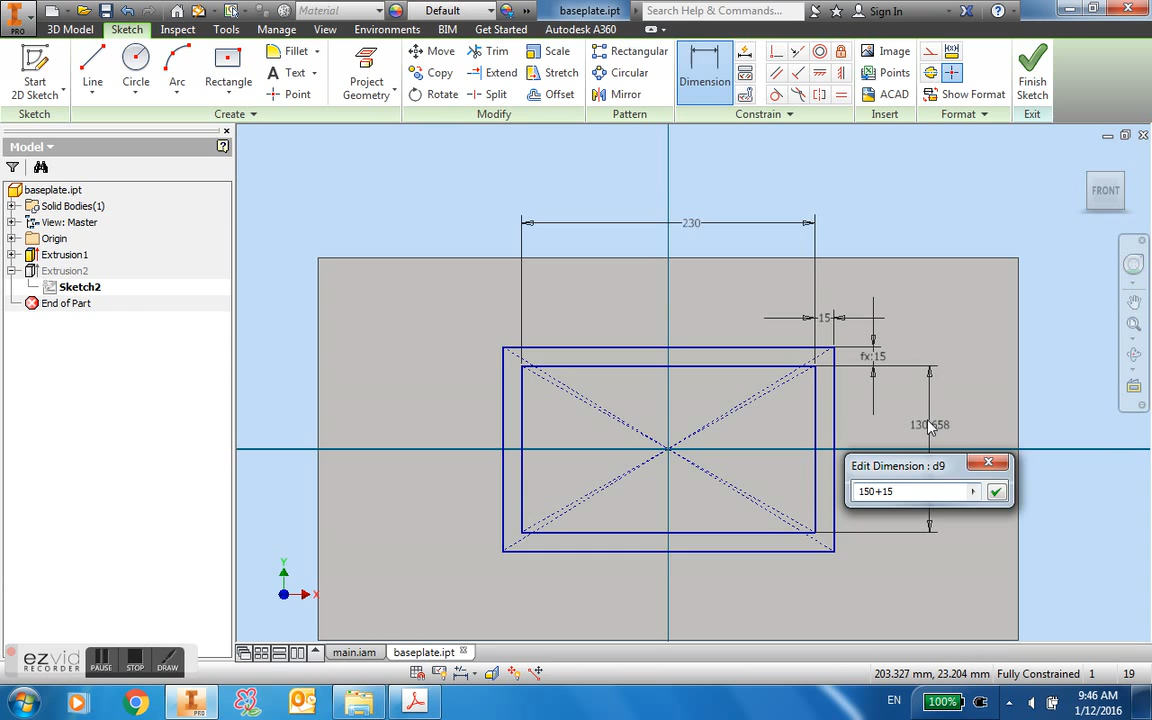 Material
Default
baseplate.ipt
Search Help & Commands...
Sign In
PRO
3D Model
Sketch
Inspect
Tools
Manage
View
Environments
BIM
Get Started
Autodesk A360
Start
2D Sketch
Line
Circle
Arc
Rectangle
Fillet
Text
Point
Project
Geometry
Move
Copy
Rotate
Trim
Extend
Split
Scale
Stretch
Offset
Rectangular
Circular
Mirror
Dimension
Image
Points
ACAD
Show Format
Finish
Sketch
Sketch
Create
Modify
Pattern
Constrain
Insert
Format
Exit
Model
baseplate.ipt
Solid Bodies(1)
View: Master
Origin
Extrusion1
Extrusion2
Sketch2
End of Part
FRONT
230
15
fx:15
Edit Dimension : d9
150+15
Y
X
main.iam
baseplate.ipt
ezvid
RECORDER
PAUSE
STOP
DRAW
203.327 mm, 23.204 mm
Fully Constrained
1
19
PRO
EN
100%
9:46 AM
1/12/2016